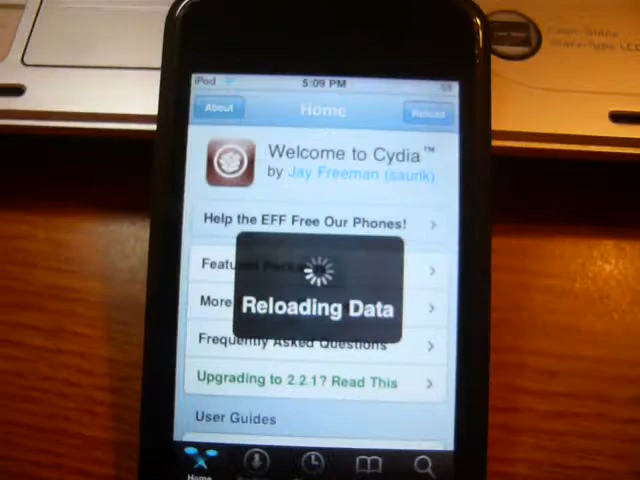 iPod 5:09 PM
About Home Reload
Welcome to Cydia™
by Jay Freeman (saurik)
Help the EFF Free Our Phones!
Reloading Data
More
Frequently Asked Questions
Upgrading to 2.2.1? Read This
User Guides
Home